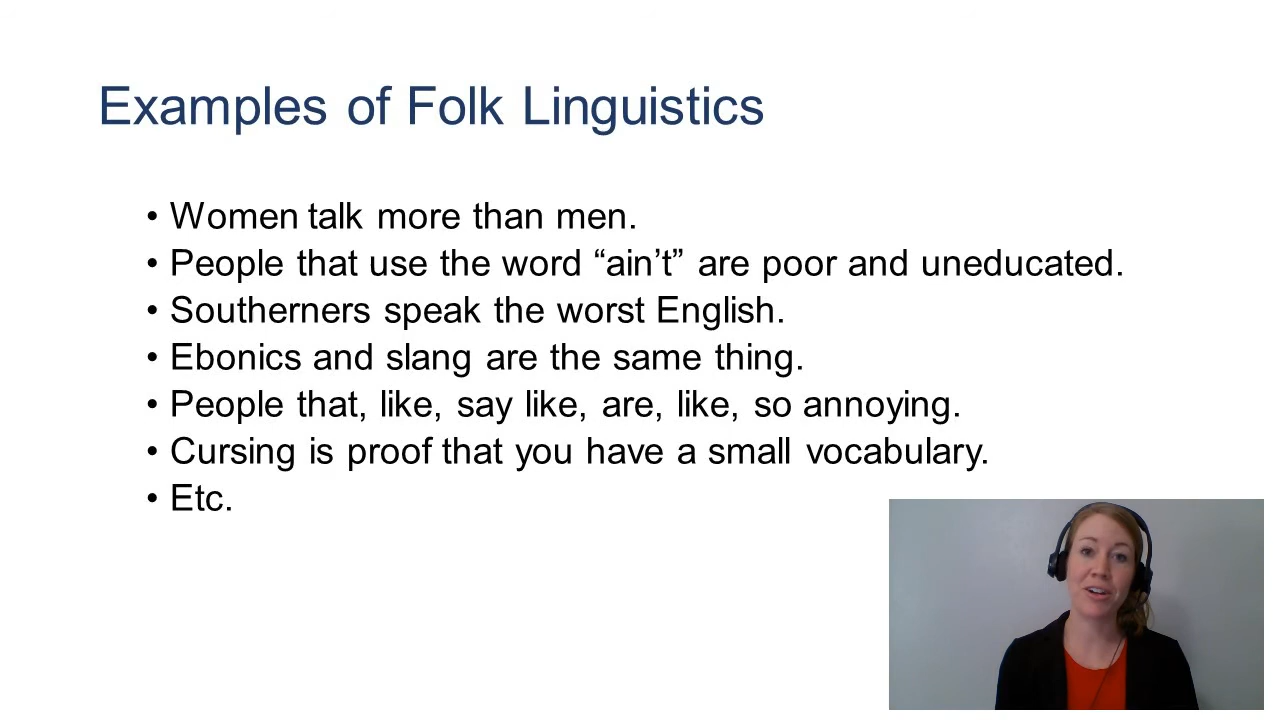 Examples of Folk Linguistics
• Women talk more than men.
• People that use the word “ain’t” are poor and uneducated.
• Southerners speak the worst English.
• Ebonics and slang are the same thing.
• People that, like, say like, are, like, so annoying.
• Cursing is proof that you have a small vocabulary.
• Etc.